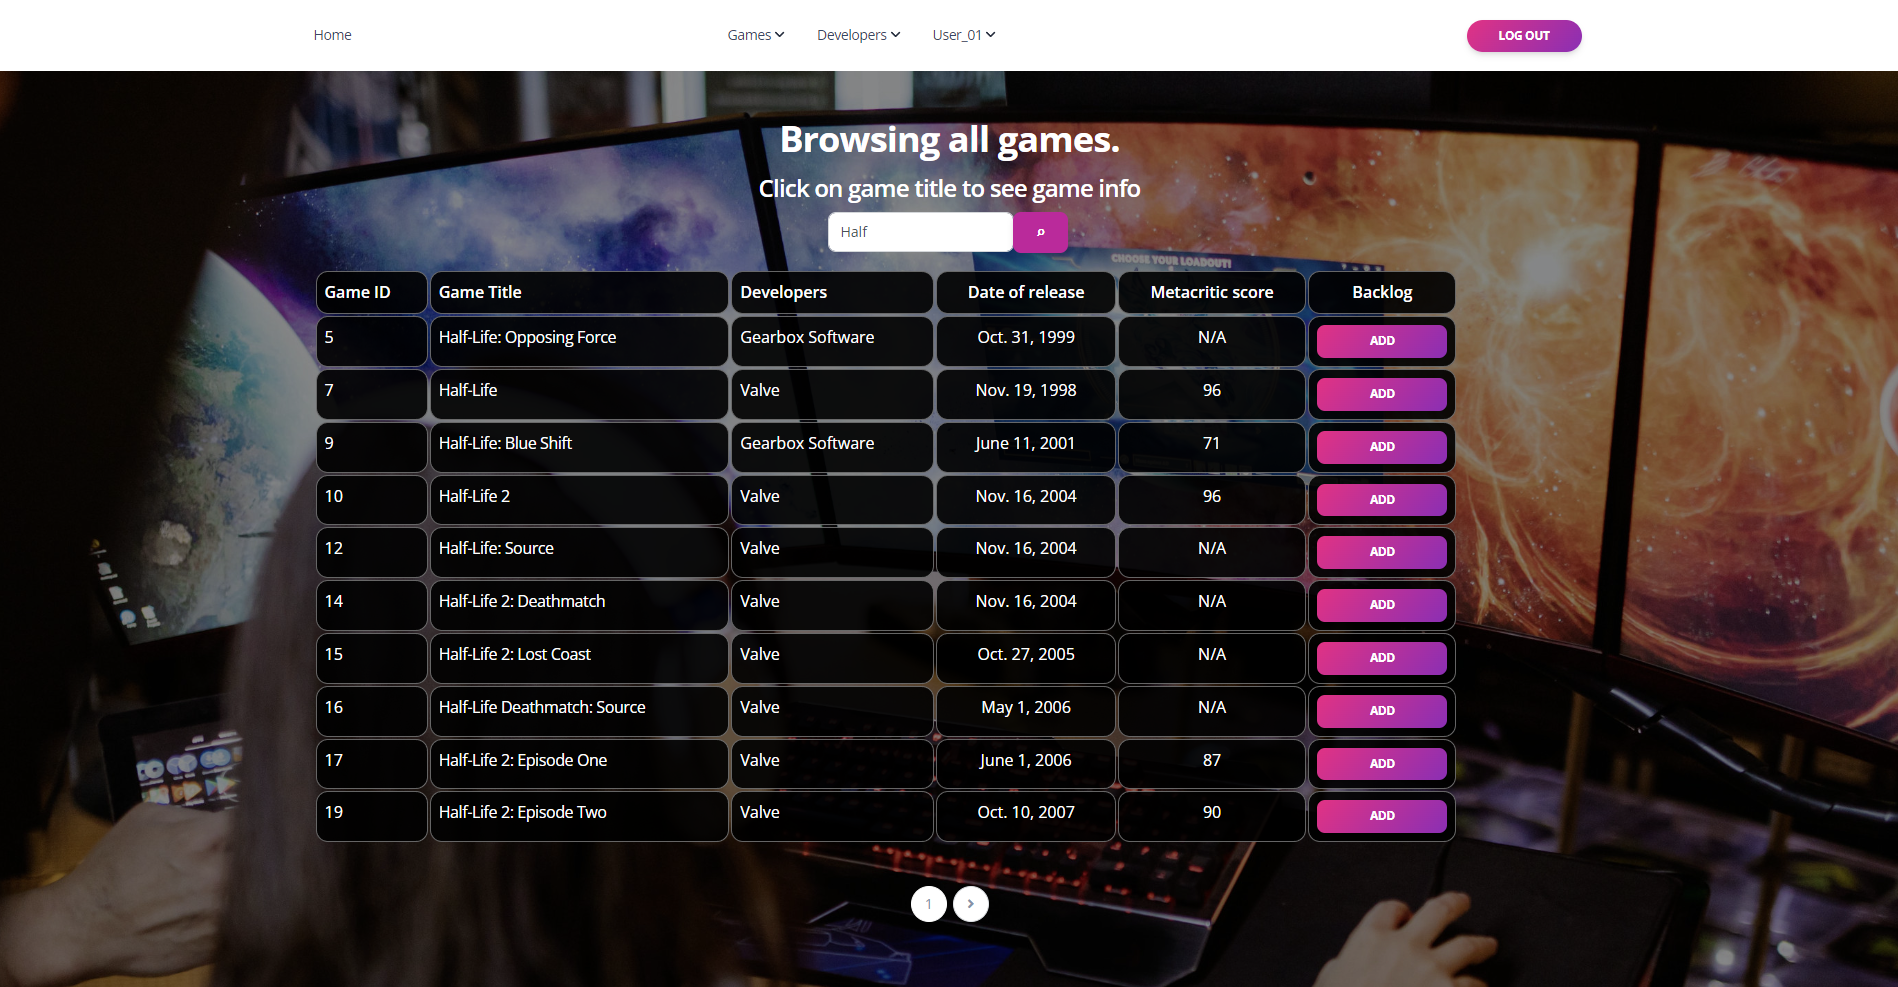 Home Games Developers User_01 LOG OUT
Browsing all games.
Click on game title to see game info
Half
CHOOSE YOUR LOADOUT!
Game ID Game Title Developers Date of release Metacritic score Backlog
5 Half-Life: Opposing Force Gearbox Software Oct. 31, 1999 N/A ADD
7 Half-Life Valve Nov. 19, 1998 96 ADD
9 Half-Life: Blue Shift Gearbox Software June 11, 2001 71 ADD
10 Half-Life 2 Valve Nov. 16, 2004 96 ADD
12 Half-Life: Source Valve Nov. 16, 2004 N/A ADD
14 Half-Life 2: Deathmatch Valve Nov. 16, 2004 N/A ADD
15 Half-Life 2: Lost Coast Valve Oct. 27, 2005 N/A ADD
16 Half-Life Deathmatch: Source Valve May 1, 2006 N/A ADD
17 Half-Life 2: Episode One Valve June 1, 2006 87 ADD
19 Half-Life 2: Episode Two Valve Oct. 10, 2007 90 ADD
1